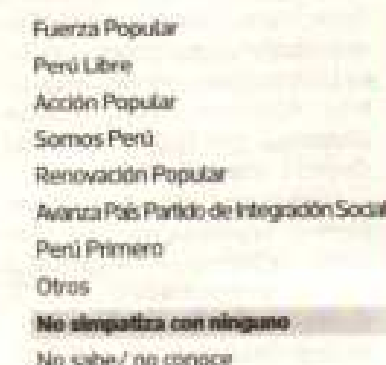 Fuerza Popular
Perú Libre
Acción Popular
Somos Perú
Renovación Popular
Avanza País Partido de Integración Social
Perú Primero
Otros
No simpatiza con ninguno
No sabe/ no conoce